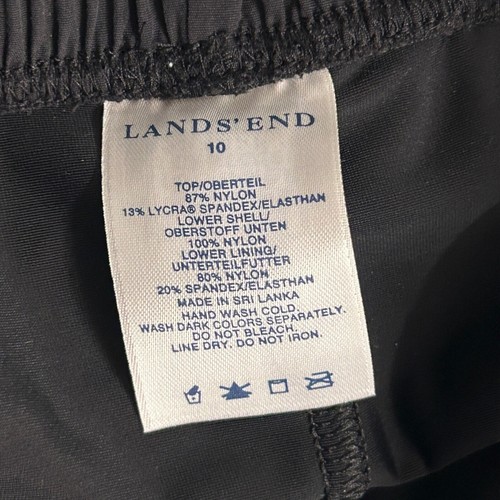 LANDS' END
10
TOP/OBERTEIL
87% NYLON
13% LYCRA® SPANDEX/ELASTHAN
LOWER SHELL/
OBERSTOFF UNTEN
100% NYLON
LOWER LINING/
UNTERTEILFUTTER
80% NYLON
20% SPANDEX/ELASTHAN
MADE IN SRI LANKA
HAND WASH COLD.
WASH DARK COLORS SEPARATELY.
DO NOT BLEACH.
LINE DRY. DO NOT IRON.